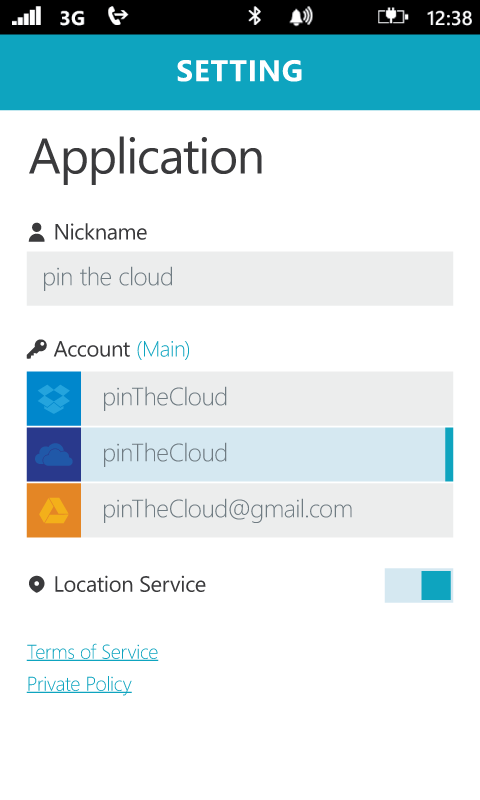 3G 12:38
SETTING
Application
Nickname
pin the cloud
Account (Main)
pinTheCloud
pinTheCloud
pinTheCloud@gmail.com
Location Service
Terms of Service
Private Policy